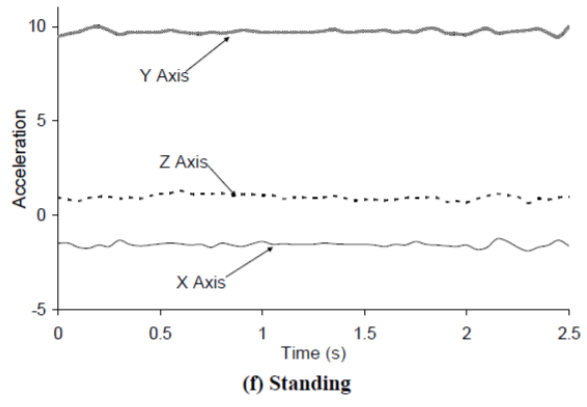 10
Y Axis
5
Z Axis
Acceleration
0
X Axis
-5
0 0.5 1 1.5 2 2.5
Time (s)
(f) Standing